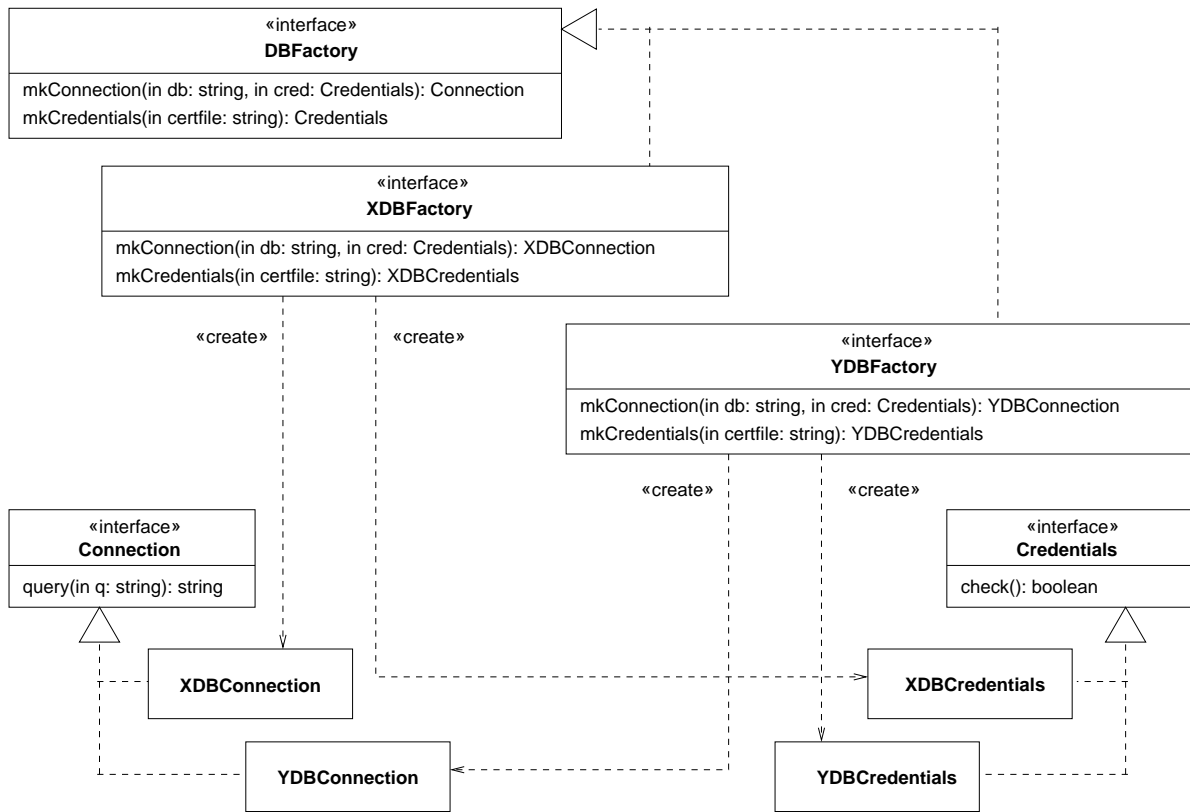 «interface»
DBFactory
mkConnection(in db: string, in cred: Credentials): Connection
mkCredentials(in certfile: string): Credentials
«interface»
XDBFactory
mkConnection(in db: string, in cred: Credentials): XDBConnection
mkCredentials(in certfile: string): XDBCredentials
«create»
«create»
«interface»
YDBFactory
mkConnection(in db: string, in cred: Credentials): YDBConnection
mkCredentials(in certfile: string): YDBCredentials
«create»
«create»
«interface»
Connection
query(in q: string): string
«interface»
Credentials
check(): boolean
XDBConnection
XDBCredentials
YDBConnection
YDBCredentials